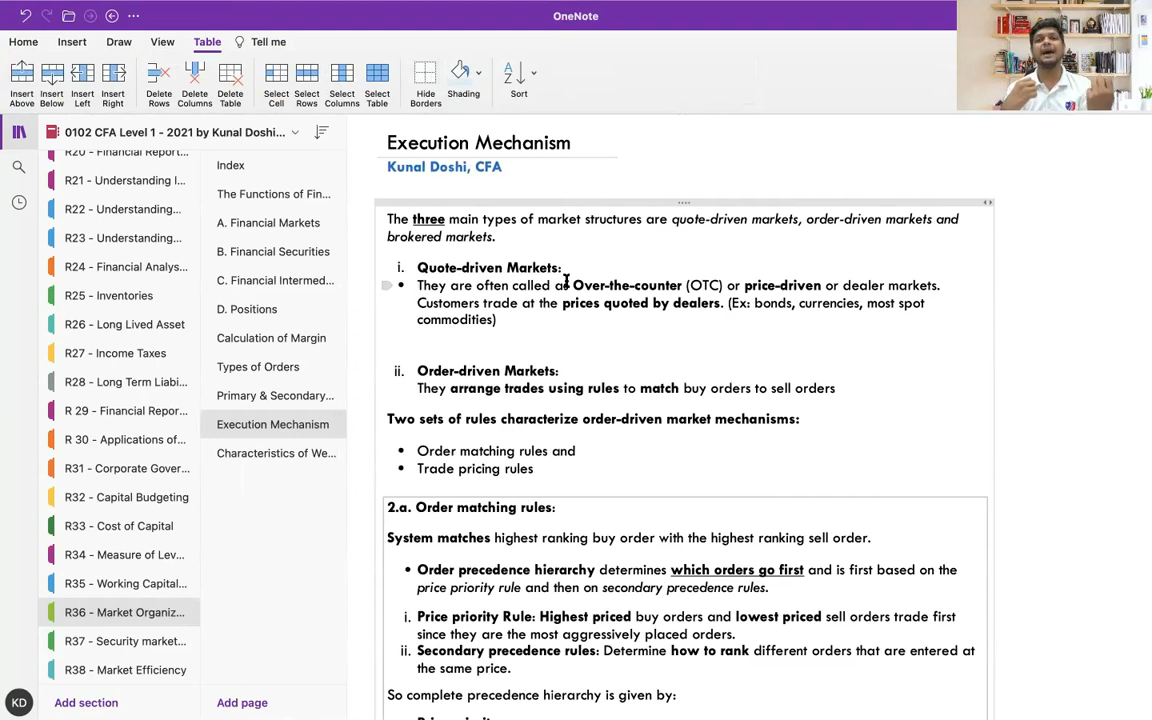 OneNote
Home Insert Draw View Table Tell me
Insert Above
Insert Below
Insert Left
Insert Right
Delete Rows
Delete Columns
Delete Table
Select Cell
Select Rows
Select Columns
Select Table
Hide Borders
Shading
A Z
Sort
0102 CFA Level 1 - 2021 by Kunal Doshi...
R20 - Financial Report...
R21 - Understanding I...
R22 - Understanding...
R23 - Understanding...
R24 - Financial Analys...
R25 - Inventories
R26 - Long Lived Asset
R27 - Income Taxes
R28 - Long Term Liabi...
R 29 - Financial Repor...
R 30 - Applications of...
R31 - Corporate Gover...
R32 - Capital Budgeting
R33 - Cost of Capital
R34 - Measure of Lev...
R35 - Working Capital...
R36 - Market Organiz...
R37 - Security market...
R38 - Market Efficiency
KD
Add section
Index
The Functions of Fin...
A. Financial Markets
B. Financial Securities
C. Financial Intermed...
D. Positions
Calculation of Margin
Types of Orders
Primary & Secondary...
Execution Mechanism
Characteristics of We...
Add page
Execution Mechanism
Kunal Doshi, CFA
The three main types of market structures are quote-driven markets, order-driven markets and
brokered markets.
i. Quote-driven Markets:
• They are often called as Over-the-counter (OTC) or price-driven or dealer markets.
Customers trade at the prices quoted by dealers. (Ex: bonds, currencies, most spot
commodities)
ii. Order-driven Markets:
They arrange trades using rules to match buy orders to sell orders
Two sets of rules characterize order-driven market mechanisms:
• Order matching rules and
• Trade pricing rules
2.a. Order matching rules:
System matches highest ranking buy order with the highest ranking sell order.
• Order precedence hierarchy determines which orders go first and is first based on the
price priority rule and then on secondary precedence rules.
i. Price priority Rule: Highest priced buy orders and lowest priced sell orders trade first
since they are the most aggressively placed orders.
ii. Secondary precedence rules: Determine how to rank different orders that are entered at
the same price.
So complete precedence hierarchy is given by: